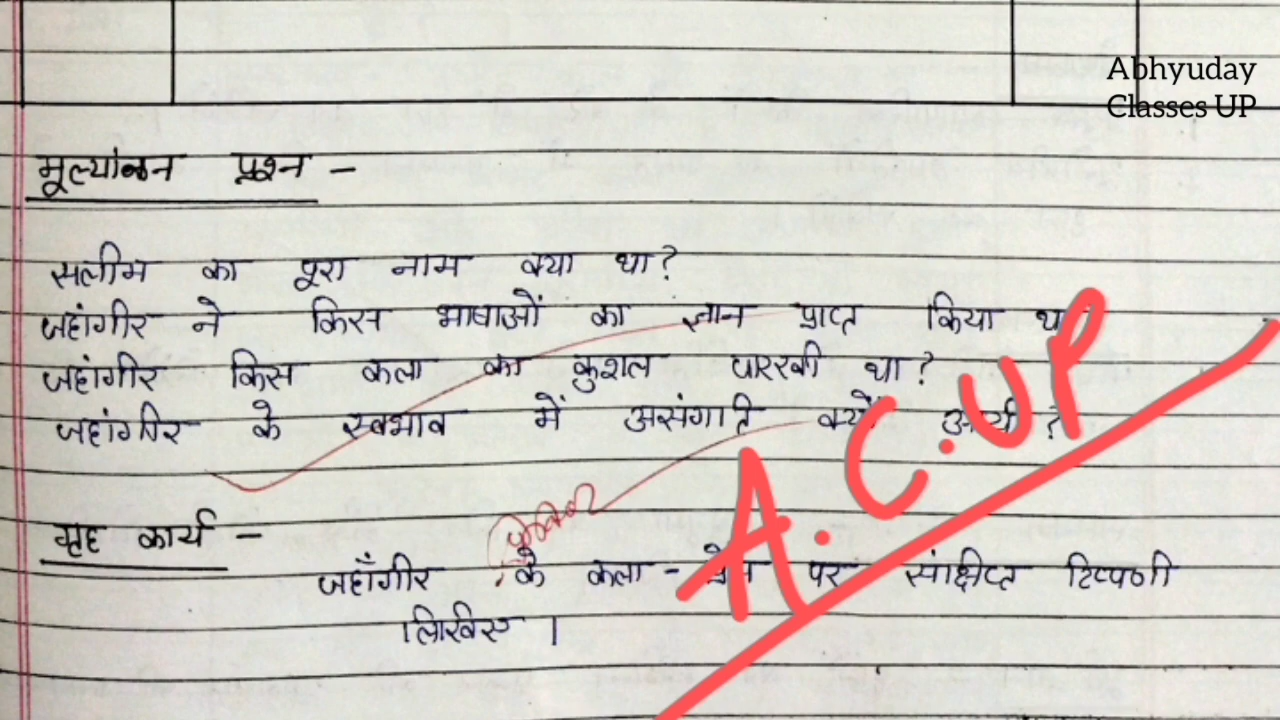 Abhyuday
Classes UP
मूल्यांकन प्रश्न -
सलीम का पूरा नाम क्या था?
जहांगीर ने किस भाषाओं का ज्ञान प्राप्त किया
जहांगीर किस कला का कुशल पारखी था?
जहांगीर के स्वभाव में असंगति क्यों आयी?
A.C.UP
गृह कार्य -
जहाँगीर के कला - प्रेम पर संक्षिप्त टिप्पणी
लिखिए।